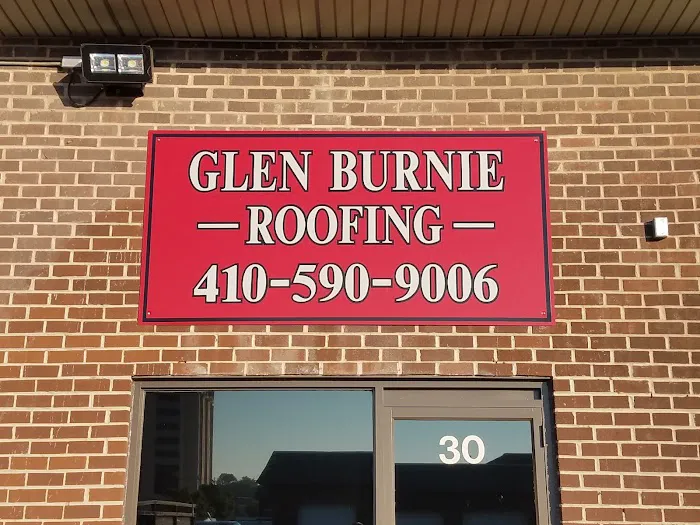 GLEN BURNIE
— ROOFING —
410-590-9006
30